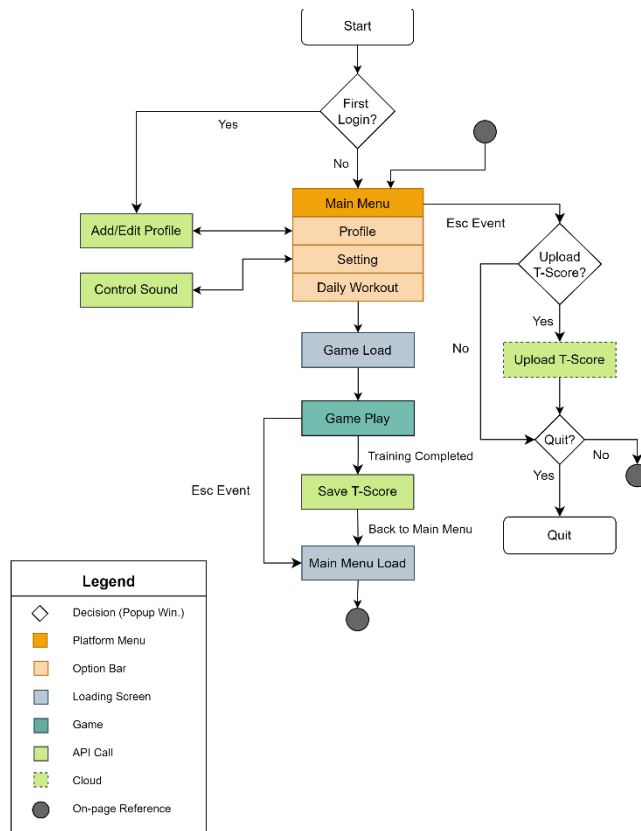 Start
First
Login?
Yes
No
Main Menu
Esc Event
Add/Edit Profile
Profile
Upload
T-Score?
Setting
Control Sound
Daily Workout
Yes
No
Game Load
Upload T-Score
Game Play
Quit?
No
Training Completed
Yes
Esc Event
Save T-Score
Back to Main Menu
Quit
Main Menu Load
Legend
Decision (Popup Win.)
Platform Menu
Option Bar
Loading Screen
Game
API Call
Cloud
On-page Reference